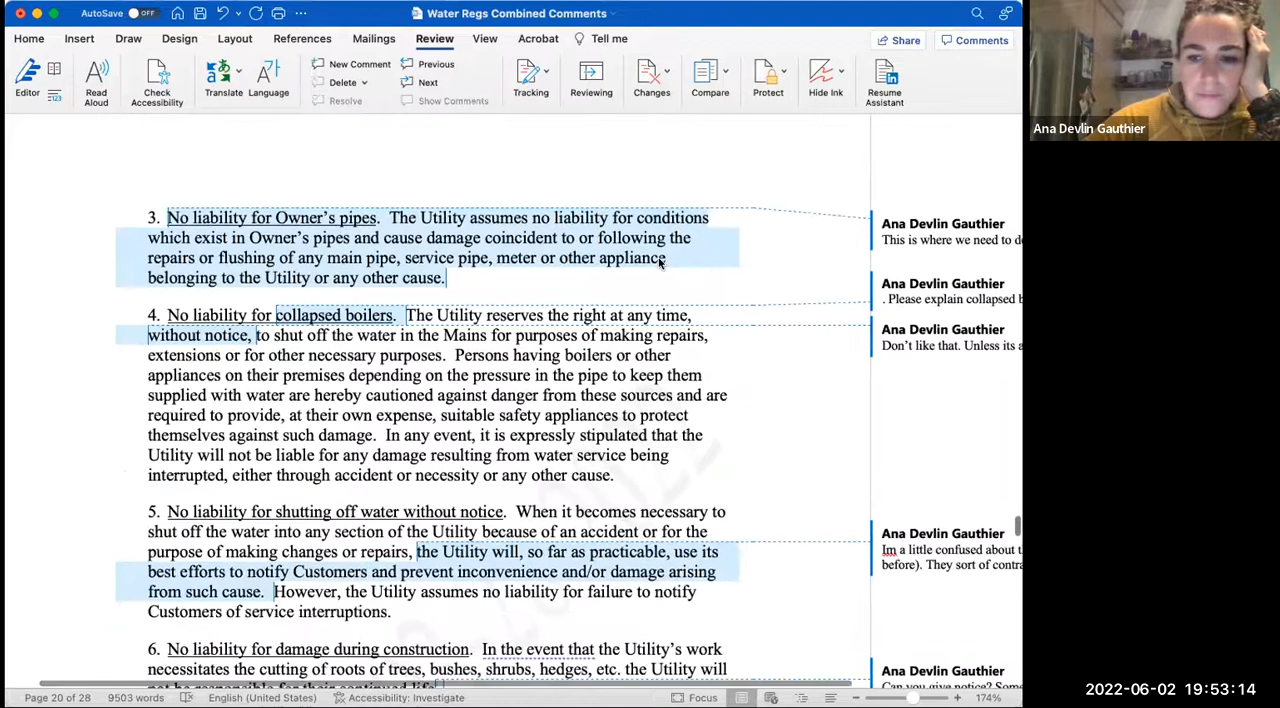 AutoSave OFF
Water Regs Combined Comments
Home Insert Draw Design Layout References Mailings Review View Acrobat Tell me
Share Comments
Editor
Read Aloud
Check Accessibility
Translate
Language
New Comment
Delete
Resolve
Previous
Next
Show Comments
Tracking
Reviewing
Changes
Compare
Protect
Hide Ink
Resume Assistant
Ana Devlin Gauthier
3. No liability for Owner's pipes. The Utility assumes no liability for conditions
which exist in Owner's pipes and cause damage coincident to or following the
repairs or flushing of any main pipe, service pipe, meter or other appliance
belonging to the Utility or any other cause.
4. No liability for collapsed boilers. The Utility reserves the right at any time,
without notice, to shut off the water in the Mains for purposes of making repairs,
extensions or for other necessary purposes. Persons having boilers or other
appliances on their premises depending on the pressure in the pipe to keep them
supplied with water are hereby cautioned against danger from these sources and are
required to provide, at their own expense, suitable safety appliances to protect
themselves against such damage. In any event, it is expressly stipulated that the
Utility will not be liable for any damage resulting from water service being
interrupted, either through accident or necessity or any other cause.
5. No liability for shutting off water without notice. When it becomes necessary to
shut off the water into any section of the Utility because of an accident or for the
purpose of making changes or repairs, the Utility will, so far as practicable, use its
best efforts to notify Customers and prevent inconvenience and/or damage arising
from such cause. However, the Utility assumes no liability for failure to notify
Customers of service interruptions.
6. No liability for damage during construction. In the event that the Utility's work
necessitates the cutting of roots of trees, bushes, shrubs, hedges, etc. the Utility will
not be responsible for their continued life.
Ana Devlin Gauthier
This is where we need to
Ana Devlin Gauthier
. Please explain collapsed
Ana Devlin Gauthier
Don't like that. Unless its a
Ana Devlin Gauthier
Im a little confused about
before). They sort of
Ana Devlin Gauthier
Can you give notice?
Page 20 of 28 9503 words English (United States) Accessibility: Investigate Focus 174%
2022-06-02 19:53:14